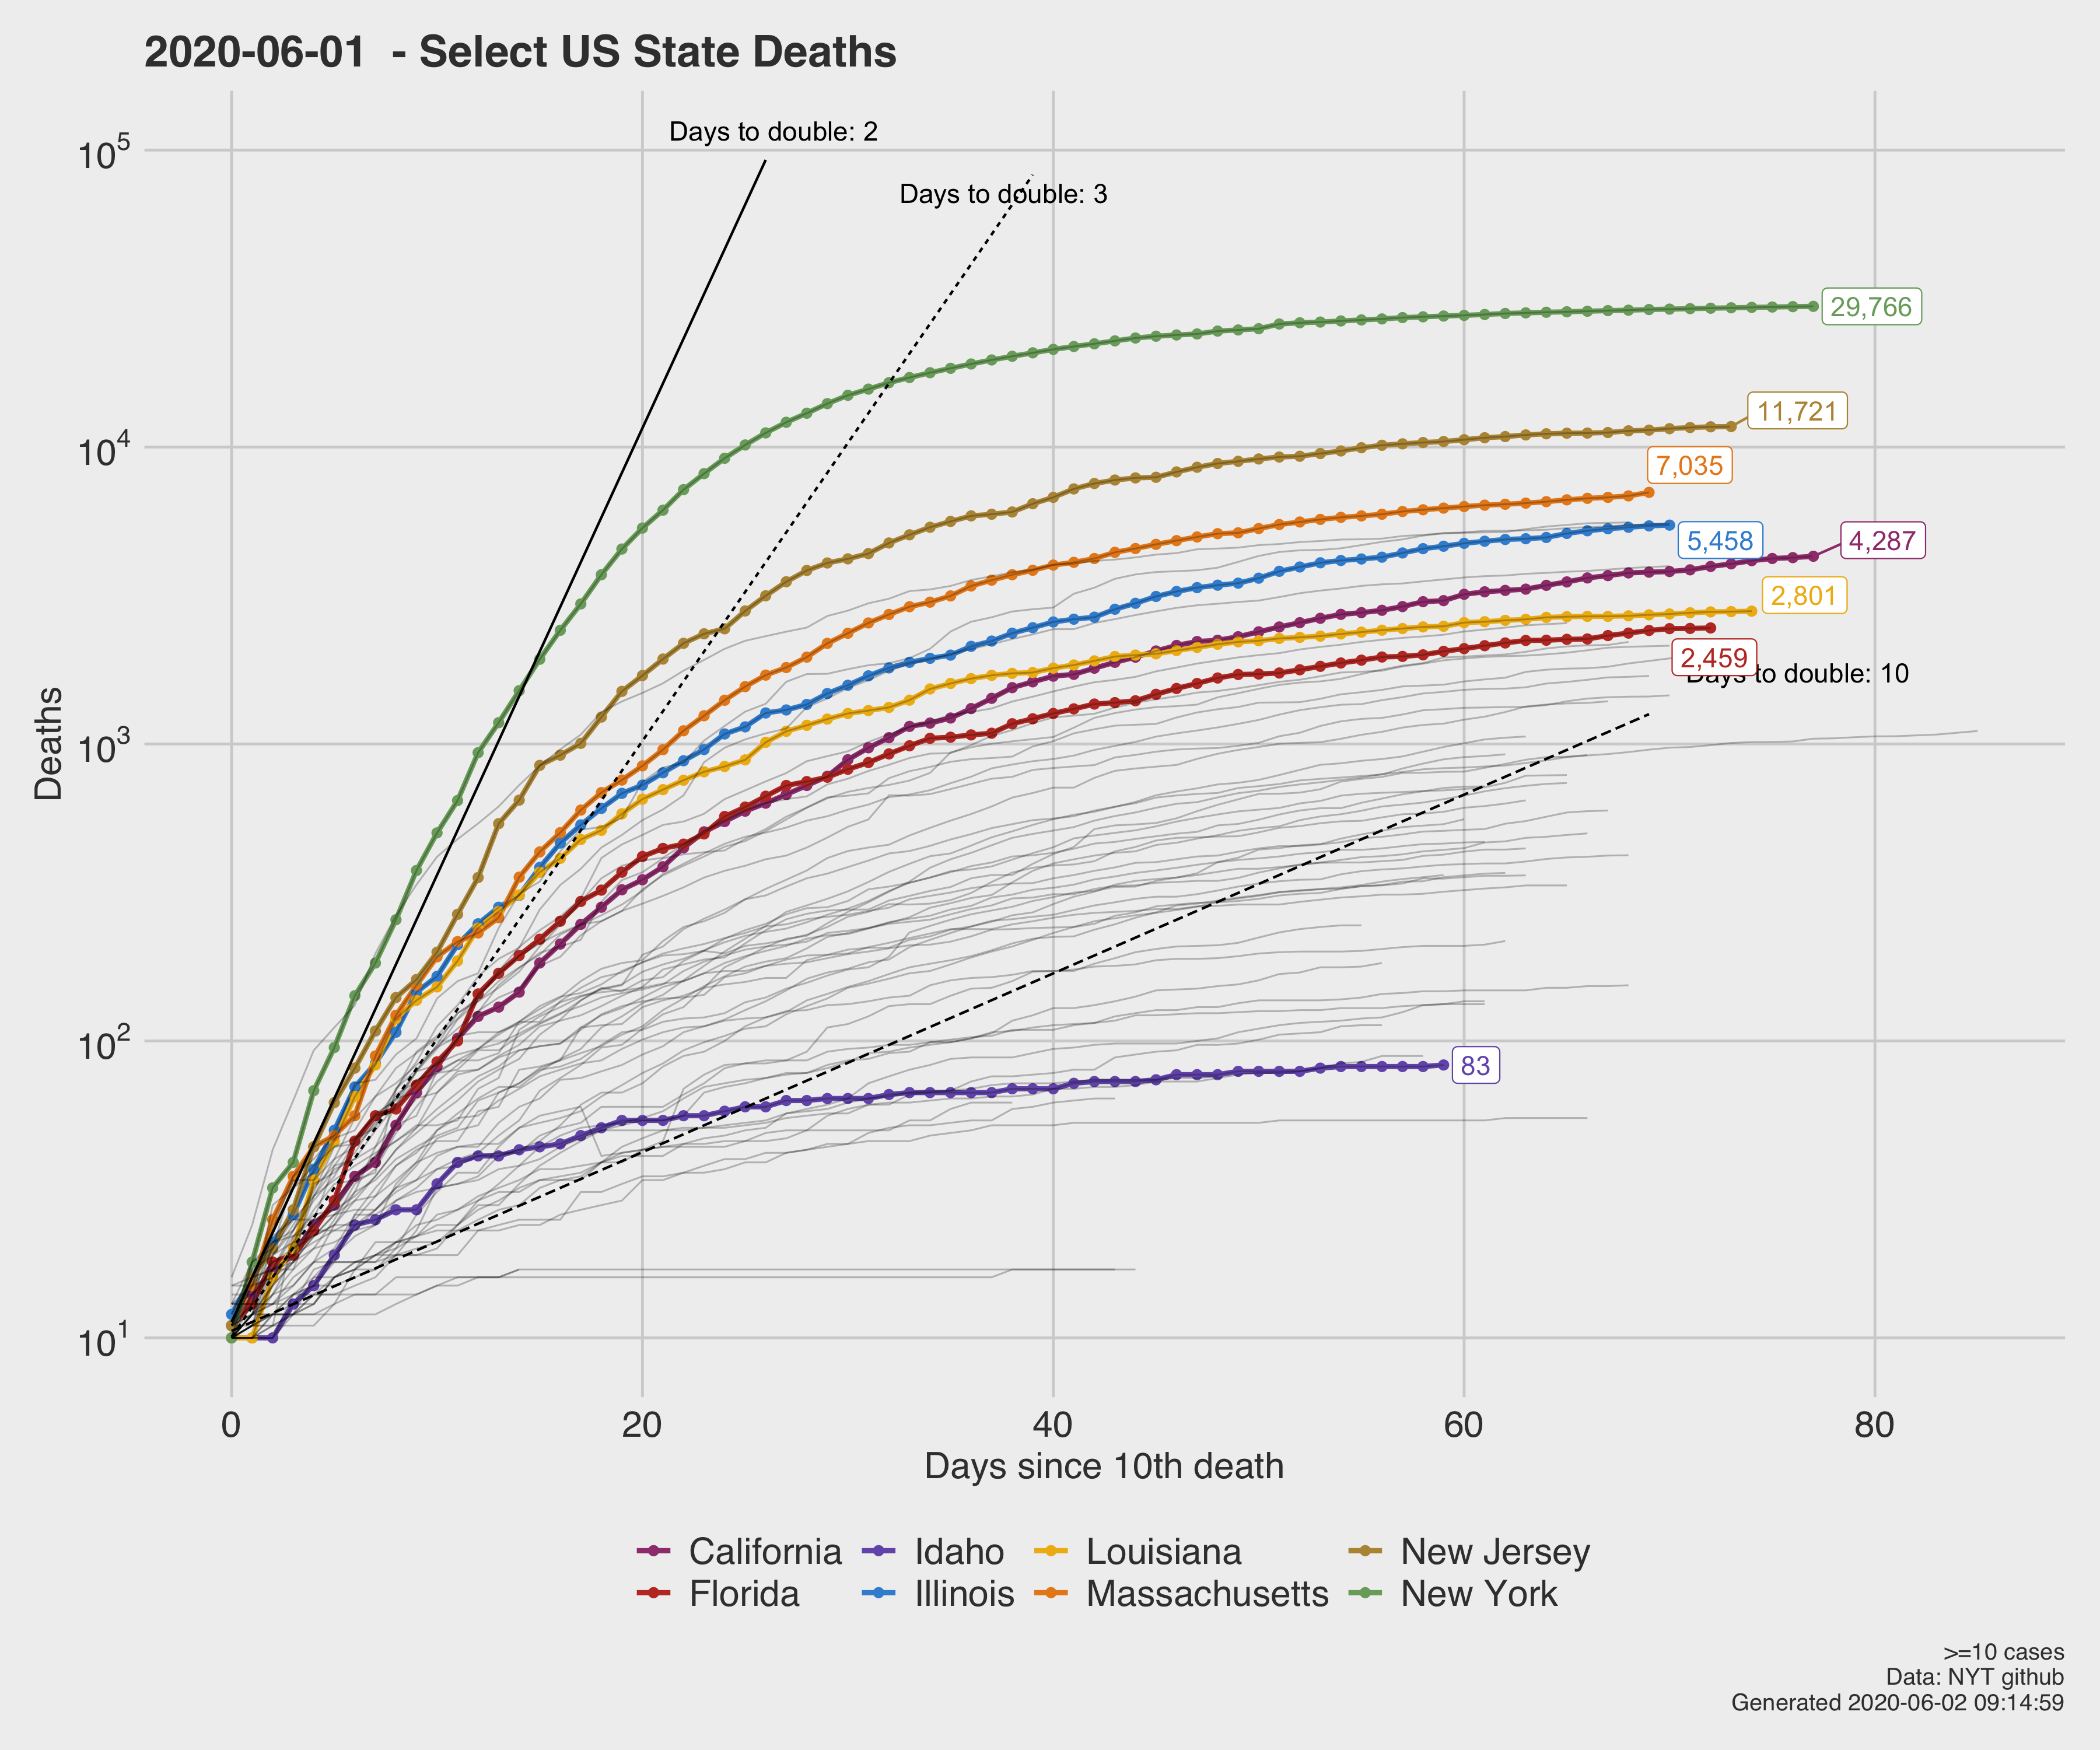 2020-06-01  - Select US State Deaths
Days to double: 2
10^5
Days to double: 3
29,766
11,721
10^4
7,035
5,458
4,287
2,801
2,459
Days to double: 10
10^3
Deaths
10^2
83
10^1
0 20 40 60 80
Days since 10th death
California Idaho Louisiana New Jersey
Florida Illinois Massachusetts New York
>=10 cases
Data: NYT github
Generated 2020-06-02 09:14:59